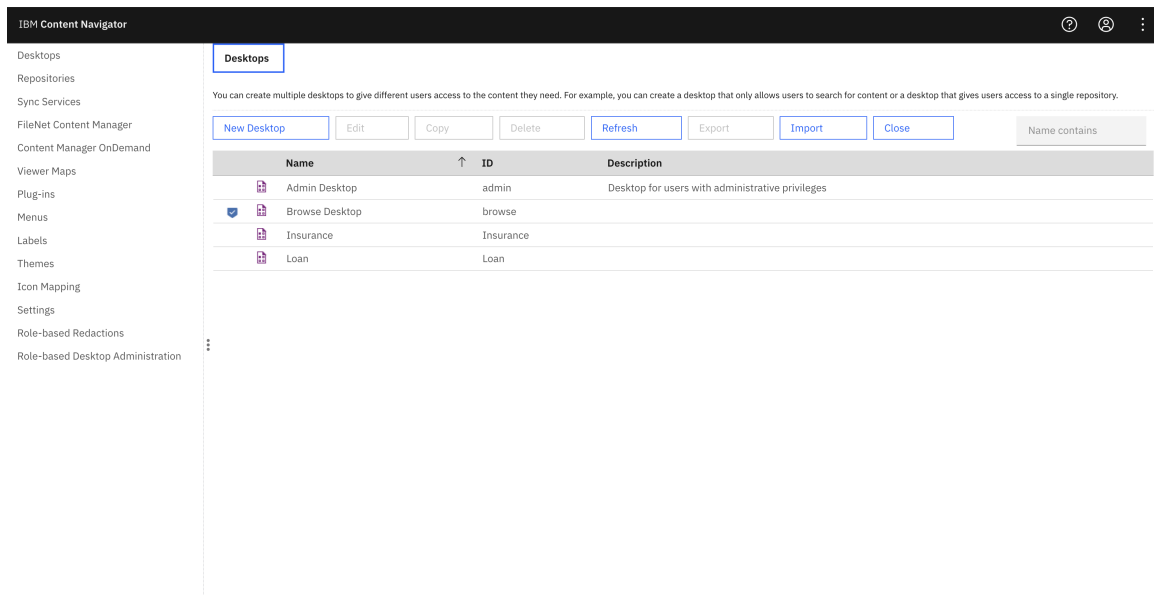 IBM Content Navigator
Desktops
Repositories
Sync Services
FileNet Content Manager
Content Manager OnDemand
Viewer Maps
Plug-ins
Menus
Labels
Themes
Icon Mapping
Settings
Role-based Redactions
Role-based Desktop Administration
Desktops
You can create multiple desktops to give different users access to the content they need. For example, you can create a desktop that only allows users to search for content or a desktop that gives users access to a single repository.
New Desktop Edit Copy Delete Refresh Export Import Close Name contains
Name ID Description
Admin Desktop admin Desktop for users with administrative privileges
Browse Desktop browse
Insurance Insurance
Loan Loan